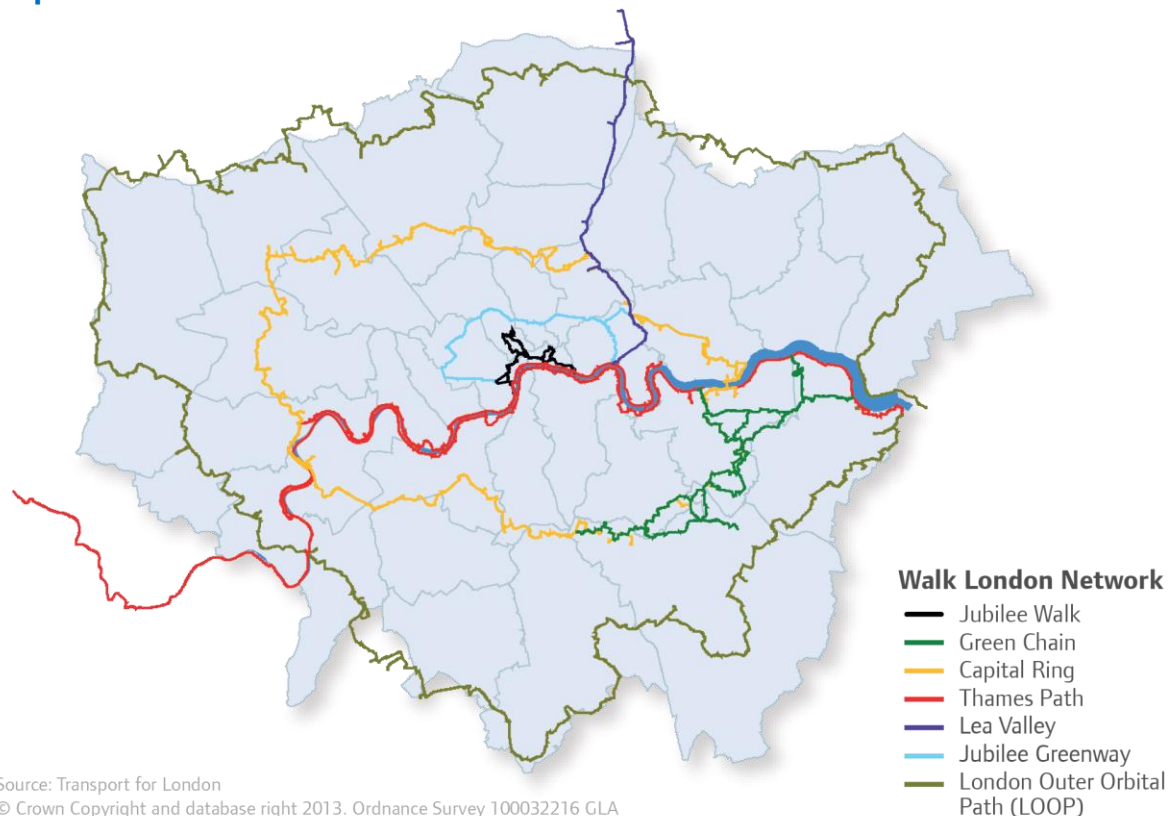 Walk London Network
Jubilee Walk
Green Chain
Capital Ring
Thames Path
Lea Valley
Jubilee Greenway
London Outer Orbital
Path (LOOP)
Source: Transport for London
© Crown Copyright and database right 2013. Ordnance Survey 100032216 GLA